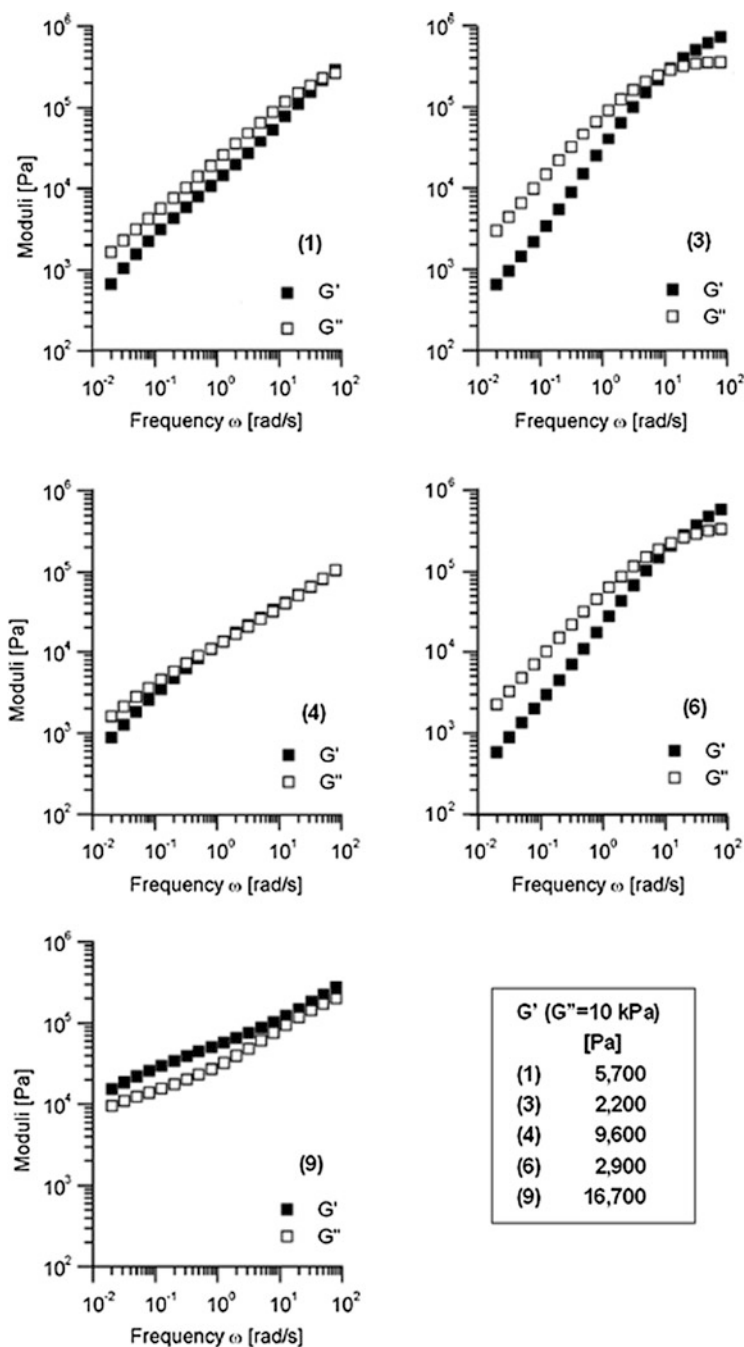 10⁶
10⁵
10⁴
10³
10²
Moduli [Pa]
(1)
G'
G"
10⁻² 10⁻¹ 10⁰ 10¹ 10²
Frequency ω [rad/s]
10⁶
10⁵
10⁴
10³
10²
(3)
G'
G"
10⁻² 10⁻¹ 10⁰ 10¹ 10²
Frequency ω [rad/s]
10⁶
10⁵
10⁴
10³
10²
Moduli [Pa]
(4)
G'
G"
10⁻² 10⁻¹ 10⁰ 10¹ 10²
Frequency ω [rad/s]
10⁶
10⁵
10⁴
10³
10²
(6)
G'
G"
10⁻² 10⁻¹ 10⁰ 10¹ 10²
Frequency ω [rad/s]
10⁶
10⁵
10⁴
10³
10²
Moduli [Pa]
(9)
G'
G"
10⁻² 10⁻¹ 10⁰ 10¹ 10²
Frequency ω [rad/s]
G' (G"=10 kPa)
[Pa]
(1) 5,700
(3) 2,200
(4) 9,600
(6) 2,900
(9) 16,700